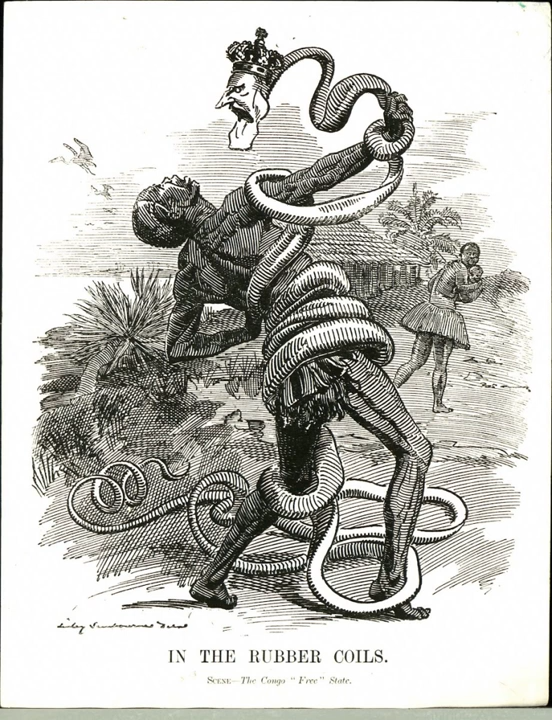 IN THE RUBBER COILS.
SCENE—The Congo "Free" State.